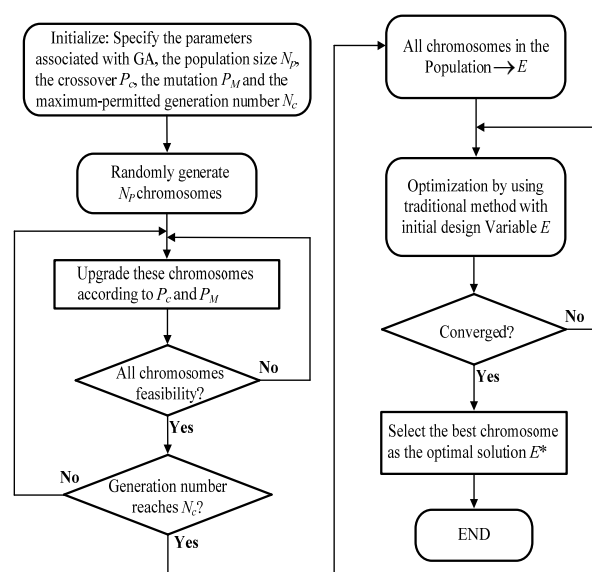 Initialize: Specify the parameters
associated with GA, the population size Np,
the crossover Pc, the mutation PM and the
maximum-permitted generation number Nc
Randomly generate
NP chromosomes
Upgrade these chromosomes
according to Pc and PM
All chromosomes
feasibility?
No
Yes
No
Generation number
reaches Nc?
Yes
All chromosomes in the
Population → E
Optimization by using
traditional method with
initial design Variable E
Converged?
No
Yes
Select the best chromosome
as the optimal solution E*
END